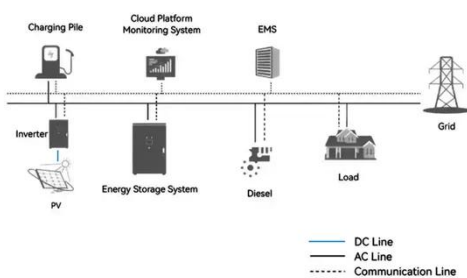 Charging Pile
Cloud Platform
Monitoring System
EMS
Grid
Inverter
PV
Energy Storage System
Diesel
Load
DC Line
AC Line
Communication Line